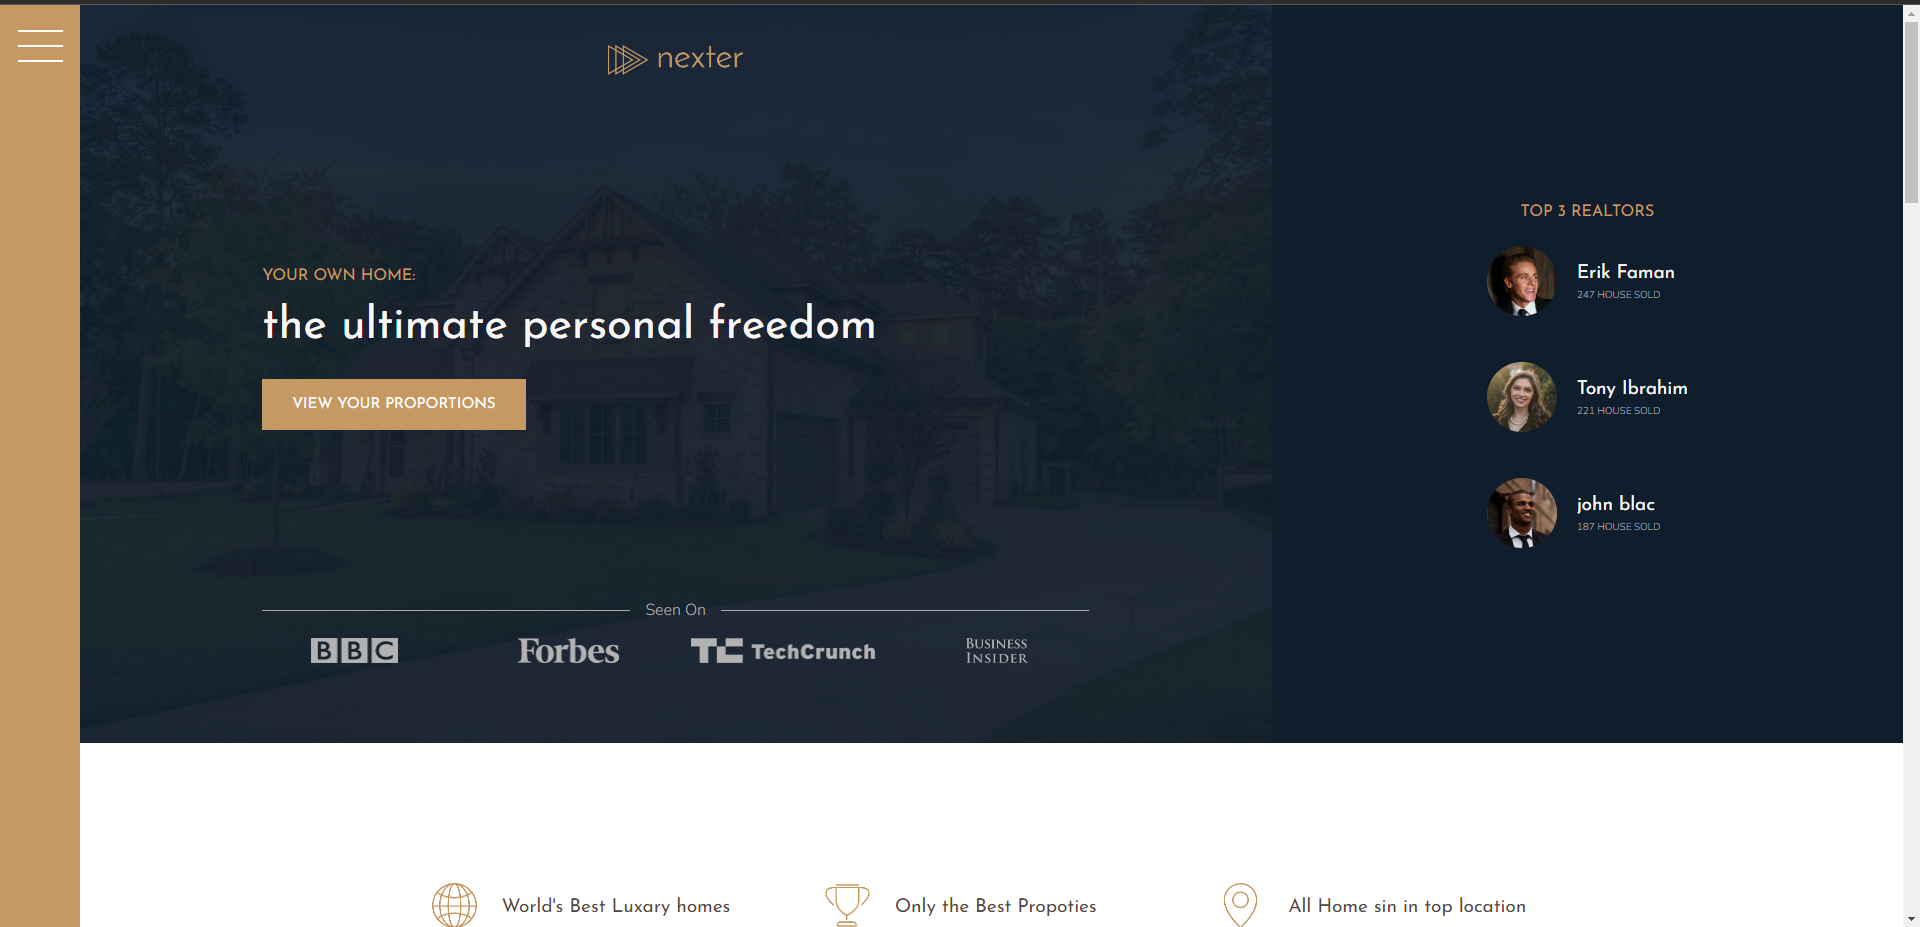 nexter
YOUR OWN HOME:
the ultimate personal freedom
VIEW YOUR PROPORTIONS
Seen On
BBC
Forbes
TC TechCrunch
BUSINESS
INSIDER
TOP 3 REALTORS
Erik Faman
247 HOUSE SOLD
Tony Ibrahim
221 HOUSE SOLD
john blac
187 HOUSE SOLD
World's Best Luxary homes
Only the Best Propoties
All Home sin in top location